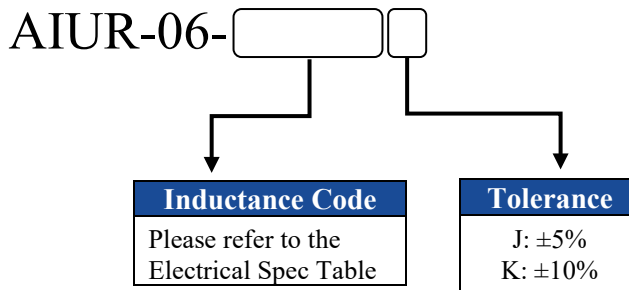 AIUR-06-
Inductance Code
Please refer to the
Electrical Spec Table
Tolerance
J: ±5%
K: ±10%